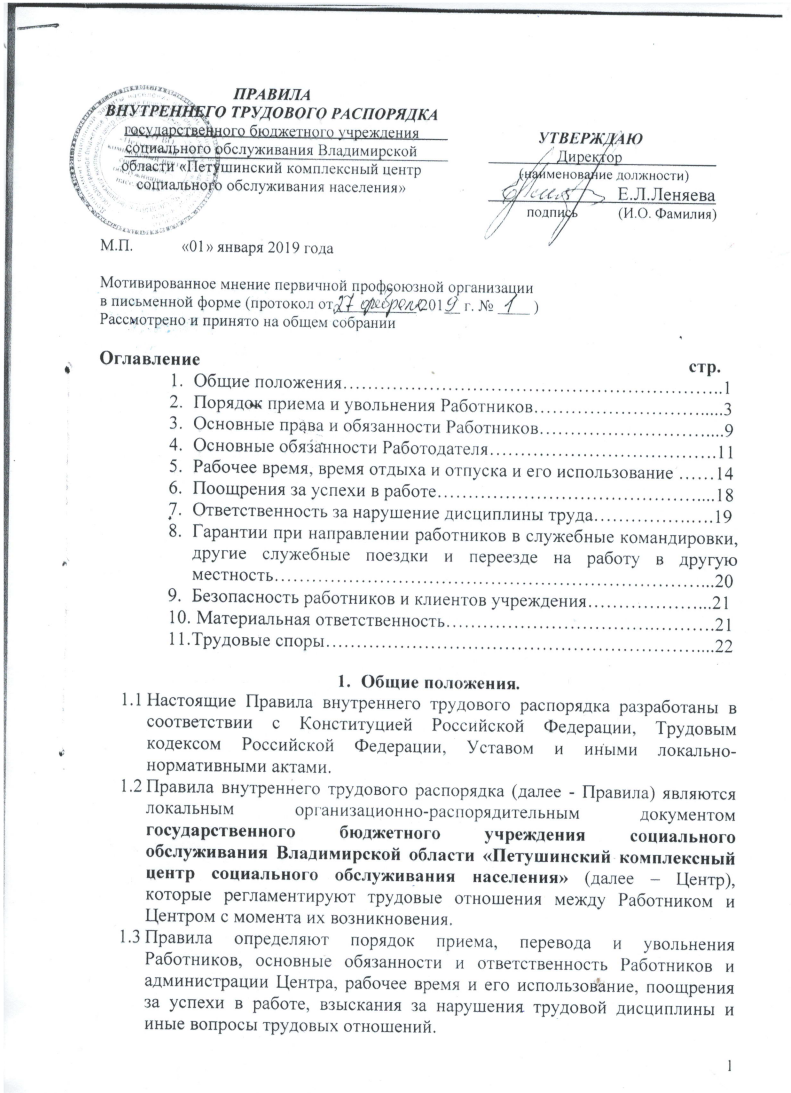 ПРАВИЛА
ВНУТРЕННЕГО ТРУДОВОГО РАСПОРЯДКА
государственного бюджетного учреждения
социального обслуживания Владимирской
области «Петушинский комплексный центр
социального обслуживания населения»
УТВЕРЖДАЮ
Директор
(наименование должности)
Е.Л.Леняева
подпись (И.О. Фамилия)
М.П. «01» января 2019 года
Мотивированное мнение первичной профсоюзной организации
в письменной форме (протокол от 27 февраля 2019 г. № 1 )
Рассмотрено и принято на общем собрании
Оглавление
стр.
1. Общие положения……………………………………………………..1
2. Порядок приема и увольнения Работников…………………………....3
3. Основные права и обязанности Работников…………………………...9
4. Основные обязанности Работодателя………………………………11
5. Рабочее время, время отдыха и отпуска и его использование ……14
6. Поощрения за успехи в работе……………………………………...18
7. Ответственность за нарушение дисциплины труда………………..19
8. Гарантии при направлении работников в служебные командировки,
другие служебные поездки и переезде на работу в другую
местность……………………………………………………………..20
9. Безопасность работников и клиентов учреждения………………...21
10. Материальная ответственность…………………………………….21
11.Трудовые споры……………………………………………………...22
1. Общие положения.
1.1 Настоящие Правила внутреннего трудового распорядка разработаны в
соответствии с Конституцией Российской Федерации, Трудовым
кодексом Российской Федерации, Уставом и иными локально-
нормативными актами.
1.2 Правила внутреннего трудового распорядка (далее - Правила) являются
локальным организационно-распорядительным документом
государственного бюджетного учреждения социального
обслуживания Владимирской области «Петушинский комплексный
центр социального обслуживания населения» (далее – Центр),
которые регламентируют трудовые отношения между Работником и
Центром с момента их возникновения.
1.3 Правила определяют порядок приема, перевода и увольнения
Работников, основные обязанности и ответственность Работников и
администрации Центра, рабочее время и его использование, поощрения
за успехи в работе, взыскания за нарушения трудовой дисциплины и
иные вопросы трудовых отношений.
1